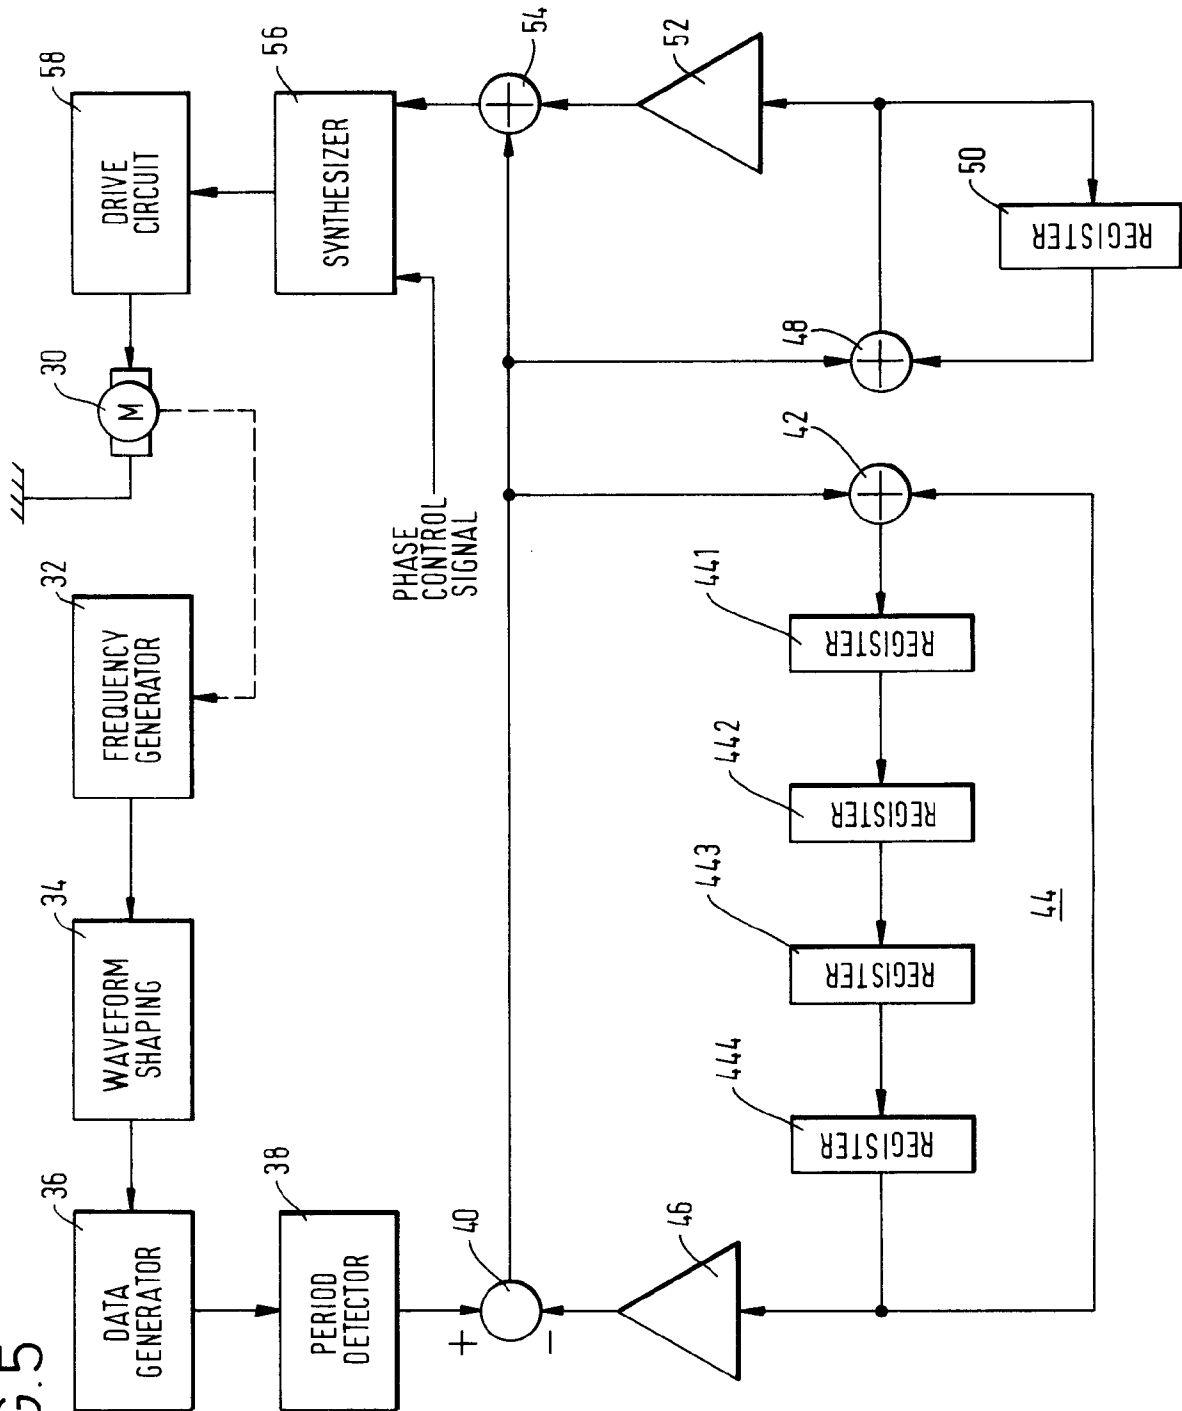 G.5
36
DATA
GENERATOR
34
WAVEFORM
SHAPING
32
FREQUENCY
GENERATOR
30
M
58
DRIVE
CIRCUIT
38
PERIOD
DETECTOR
PHASE
CONTROL
SIGNAL
56
SYNTHESIZER
+
-
40
54
46
52
444
REGISTER
443
REGISTER
442
REGISTER
441
REGISTER
42
48
50
REGISTER
44